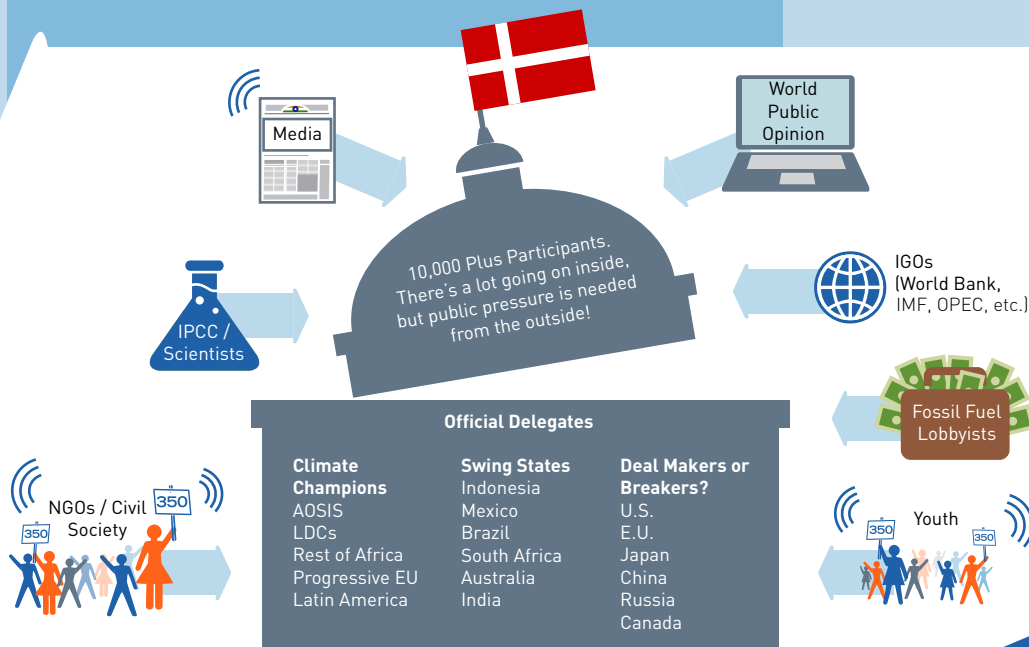 Media
World
Public
Opinion
10,000 Plus Participants.
There's a lot going on inside,
but public pressure is needed
from the outside!
IPCC /
Scientists
IGOs
(World Bank,
IMF, OPEC, etc.)
Fossil Fuel
Lobbyists
NGOs / Civil
Society
350
350
Youth
350
350
Official Delegates
Climate
Champions
AOSIS
LDCs
Rest of Africa
Progressive EU
Latin America
Swing States
Indonesia
Mexico
Brazil
South Africa
Australia
India
Deal Makers or
Breakers?
U.S.
E.U.
Japan
China
Russia
Canada